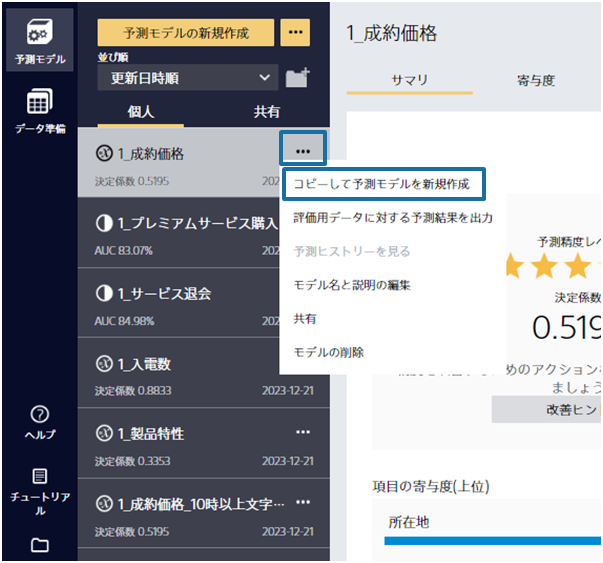 予測モデル
データ準備
ヘルプ
チュートリアル
予測モデルの新規作成
•••
並び順
更新日時順
個人
共有
1_成約価格
•••
決定係数 0.5195
202
1_プレミアムサービス購入
AUC 83.07%
202
1_サービス退会
AUC 84.98%
202
1_入電数
決定係数 0.8833
2023-12-21
1_製品特性
•••
決定係数 0.3353
2023-12-21
1_成約価格_10時以上文字…
•••
決定係数 0.5195
2023-12-21
コピーして予測モデルを新規作成
評価用データに対する予測結果を出力
予測ヒストリーを見る
モデル名と説明の編集
共有
モデルの削除
1_成約価格
サマリ
寄与度
予測精度レベ
決定係数
0.519
めのアクションを
ましょう
改善ヒン
項目の寄与度(上位)
所在地